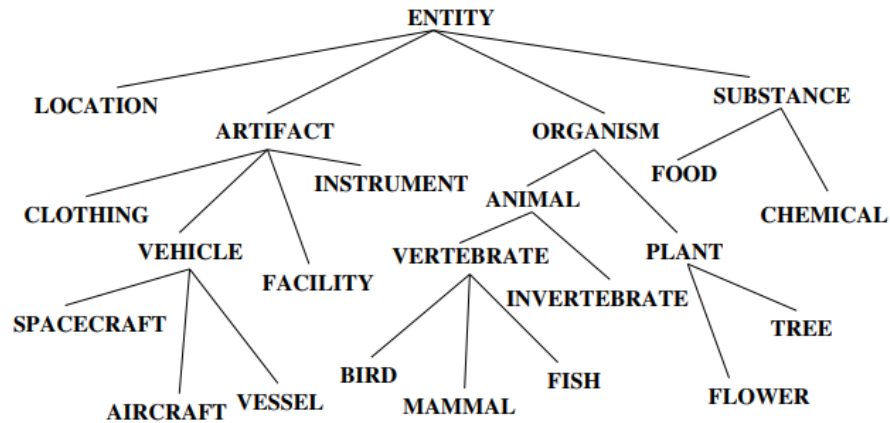 ENTITY
LOCATION
SUBSTANCE
ARTIFACT
ORGANISM
FOOD
INSTRUMENT
ANIMAL
CLOTHING
CHEMICAL
VEHICLE
VERTEBRATE
PLANT
FACILITY
INVERTEBRATE
SPACECRAFT
TREE
BIRD
FISH
FLOWER
AIRCRAFT
VESSEL
MAMMAL